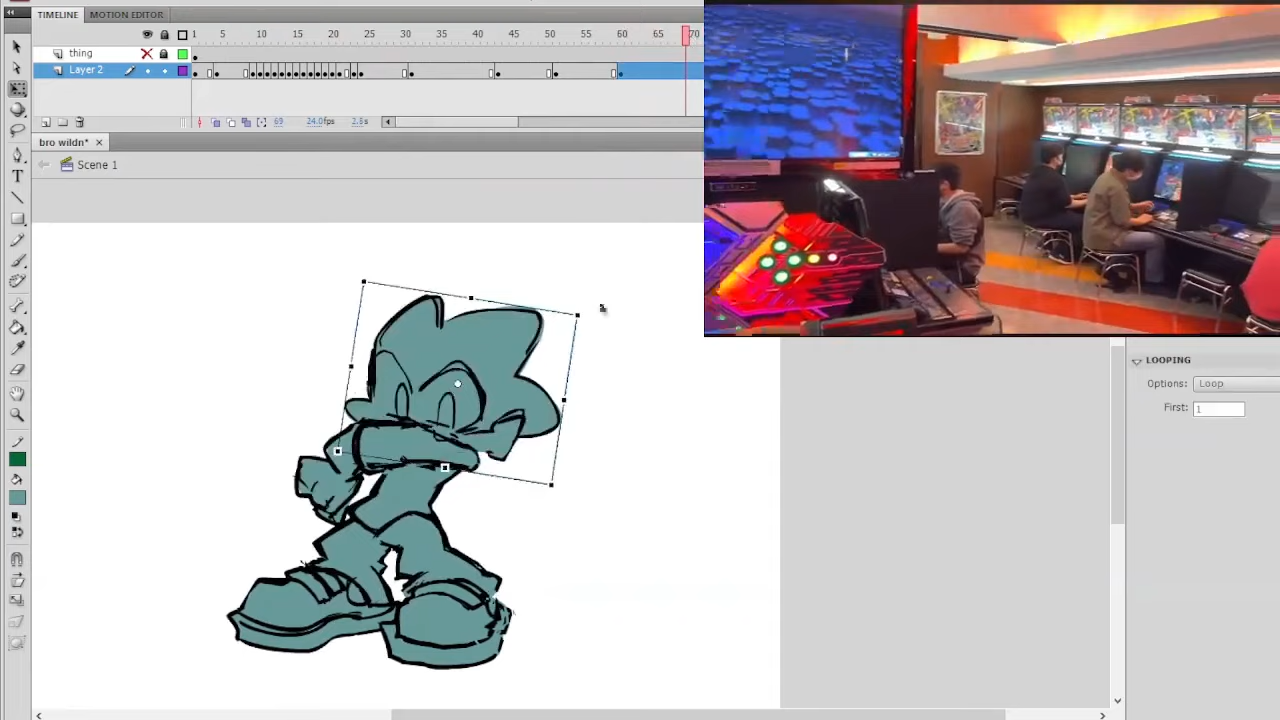 TIMELINE MOTION EDITOR
1 10 15 20 25 30 35 40 45 50 55 60 65 70
thing
Layer 2
69 24.0fps 2.8s
bro wildn* ×
Scene 1
T
LOOPING
Options: Loop
First: 1